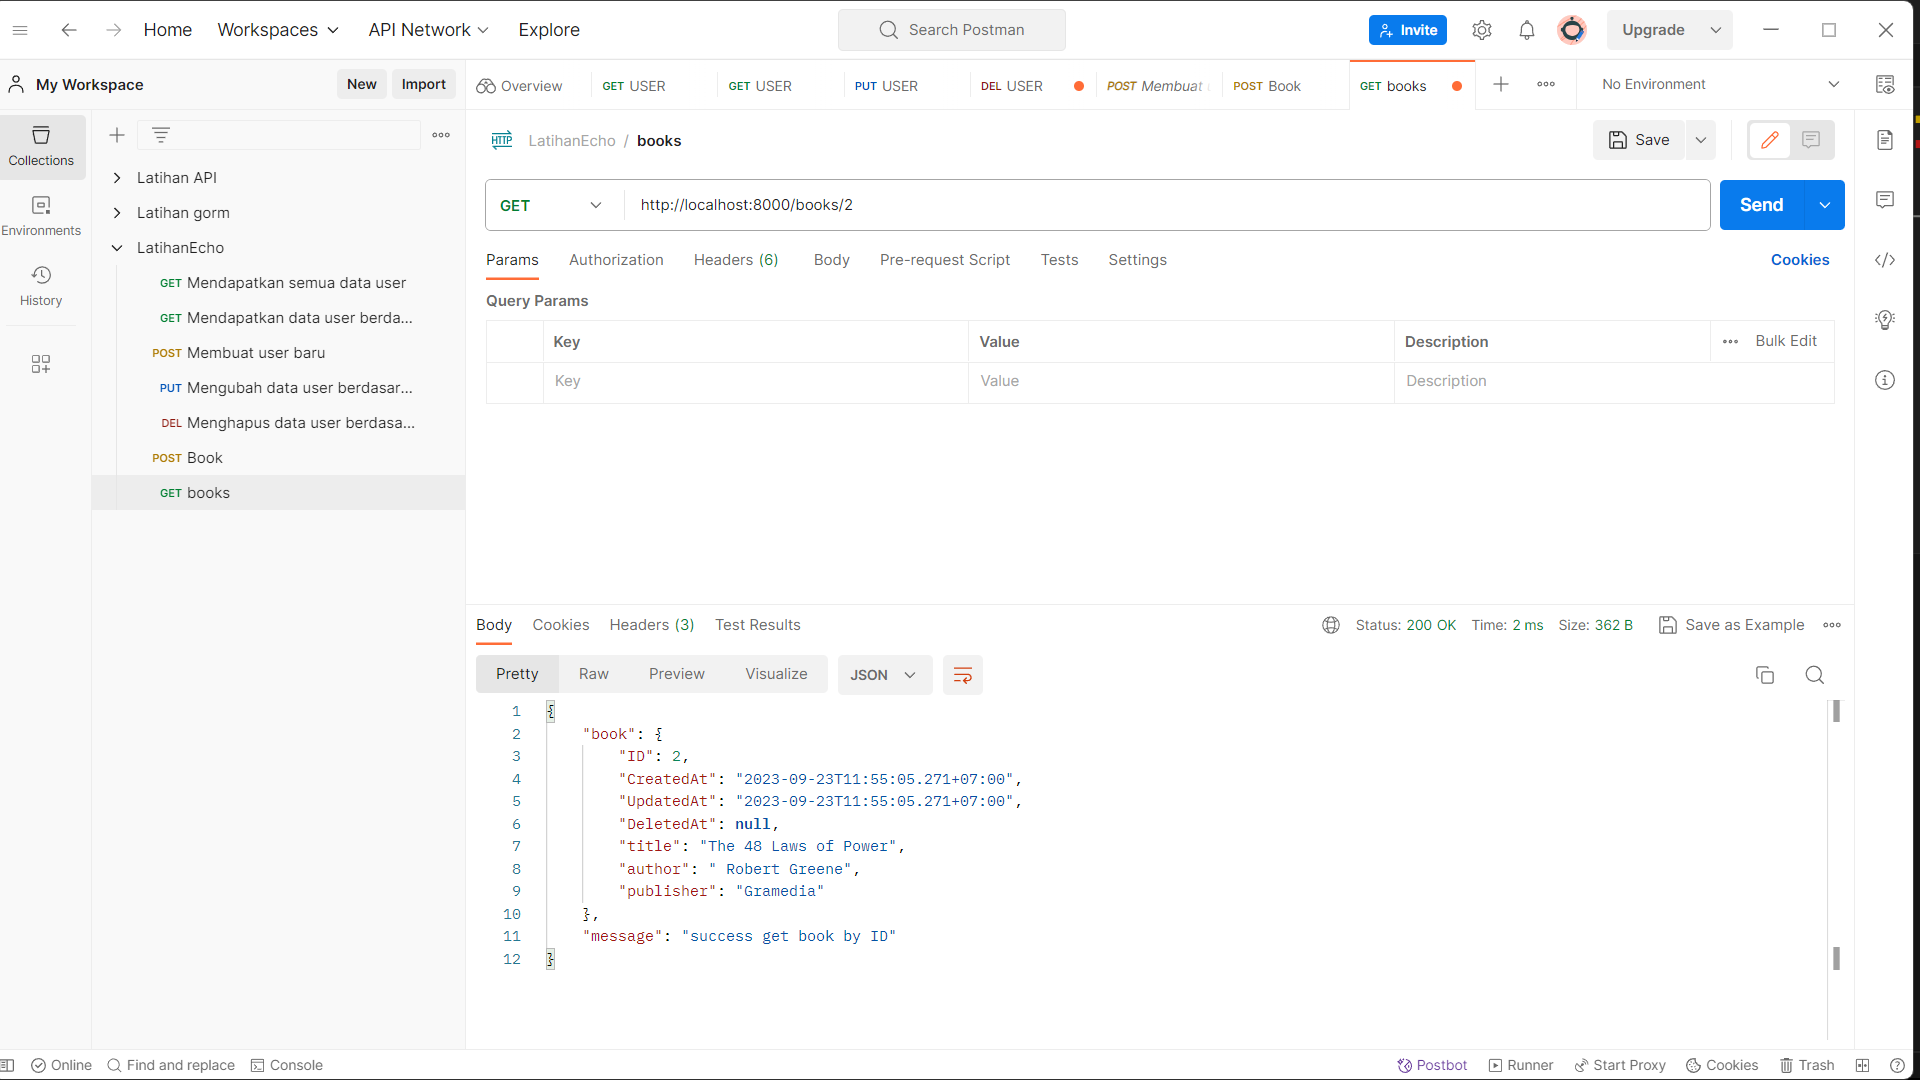 Home Workspaces API Network Explore Search Postman Invite Upgrade
My Workspace New Import Overview GET USER GET USER PUT USER DEL USER POST Membuat POST Book GET books No Environment
Collections
Environments
History
Latihan API
Latihan gorm
LatihanEcho
GET Mendapatkan semua data user
GET Mendapatkan data user berda...
POST Membuat user baru
PUT Mengubah data user berdasar...
DEL Menghapus data user berdasa...
POST Book
GET books
HTTP LatihanEcho / books Save
GET http://localhost:8000/books/2 Send
Params Authorization Headers (6) Body Pre-request Script Tests Settings Cookies
Query Params
Key Value Description Bulk Edit
Key Value Description
Body Cookies Headers (3) Test Results Status: 200 OK Time: 2 ms Size: 362 B Save as Example
Pretty Raw Preview Visualize JSON
1 {
2 "book": {
3 "ID": 2,
4 "CreatedAt": "2023-09-23T11:55:05.271+07:00",
5 "UpdatedAt": "2023-09-23T11:55:05.271+07:00",
6 "DeletedAt": null,
7 "title": "The 48 Laws of Power",
8 "author": " Robert Greene",
9 "publisher": "Gramedia"
10 },
11 "message": "success get book by ID"
12 }
Online Find and replace Console Postbot Runner Start Proxy Cookies Trash